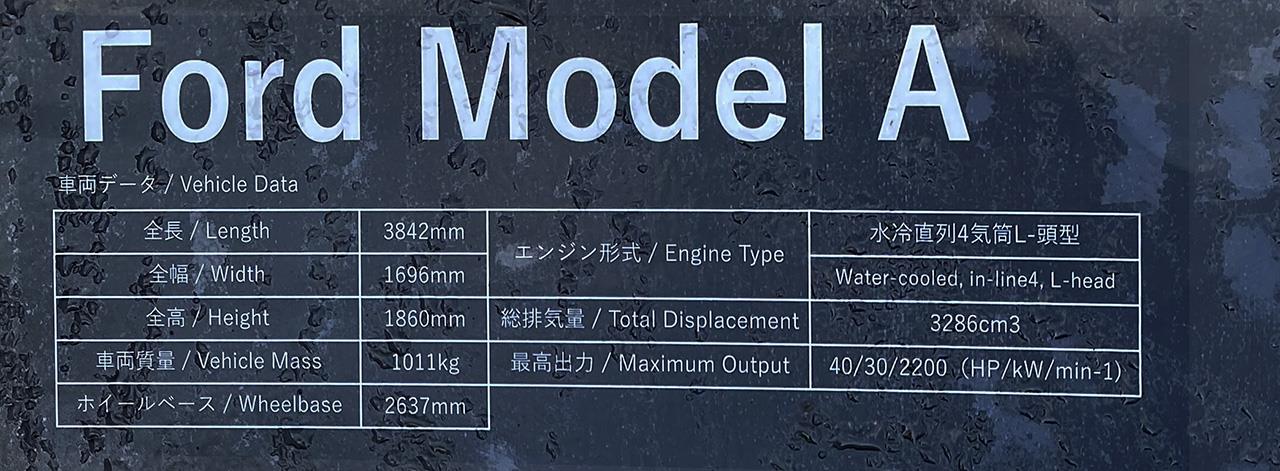 Ford Model A
車両データ / Vehicle Data
全長 / Length 3842mm
全幅 / Width 1696mm
全高 / Height 1860mm
車両質量 / Vehicle Mass 1011kg
ホイールベース / Wheelbase 2637mm
エンジン形式 / Engine Type 水冷直列4気筒L-頭型
Water-cooled, in-line4, L-head
総排気量 / Total Displacement 3286cm3
最高出力 / Maximum Output 40/30/2200（HP/kW/min-1）